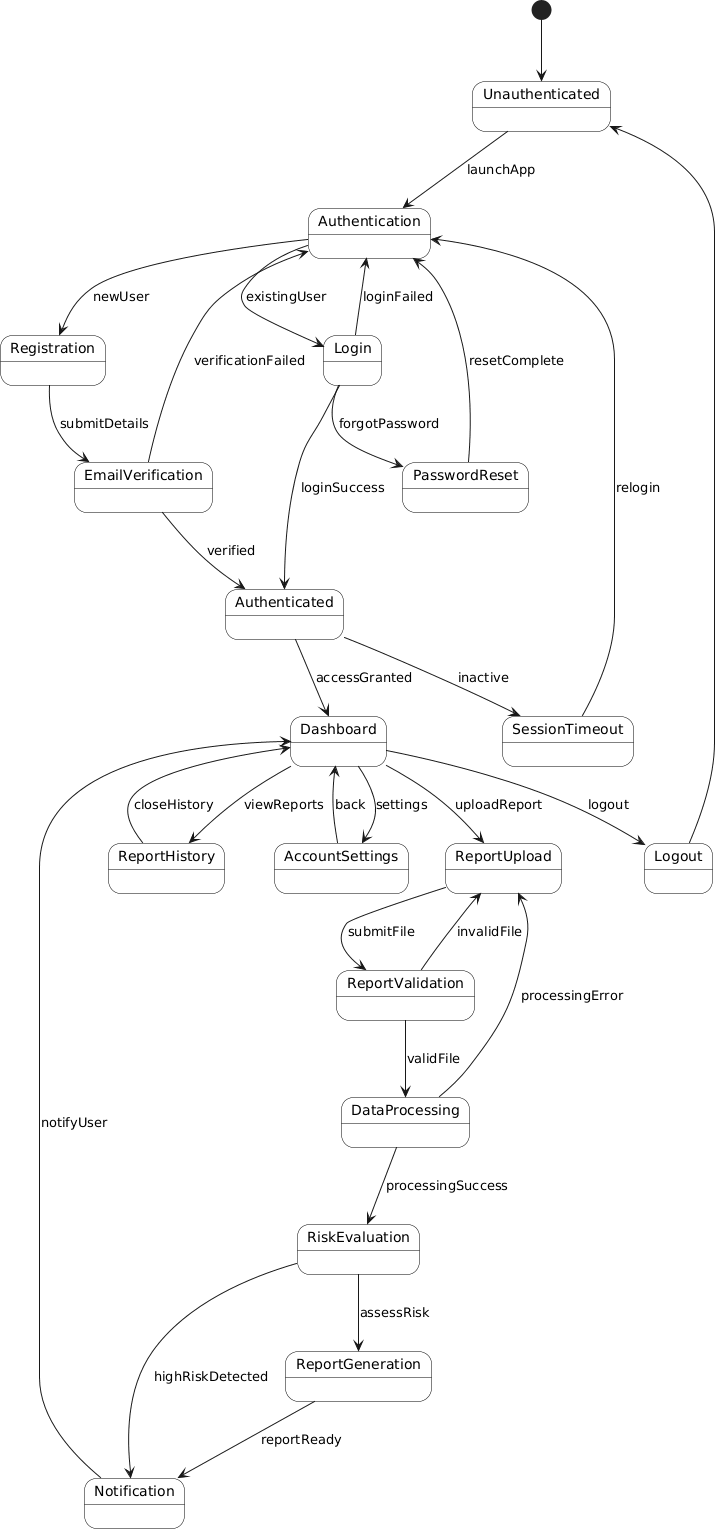 Unauthenticated
launchApp
Authentication
newUser
existingUser
loginFailed
Registration
Login
verificationFailed
resetComplete
submitDetails
forgotPassword
EmailVerification
PasswordReset
loginSuccess
relogin
verified
Authenticated
accessGranted
inactive
Dashboard
SessionTimeout
closeHistory
viewReports
back
settings
uploadReport
logout
ReportHistory
AccountSettings
ReportUpload
Logout
submitFile
invalidFile
ReportValidation
processingError
validFile
DataProcessing
notifyUser
processingSuccess
RiskEvaluation
assessRisk
ReportGeneration
highRiskDetected
reportReady
Notification